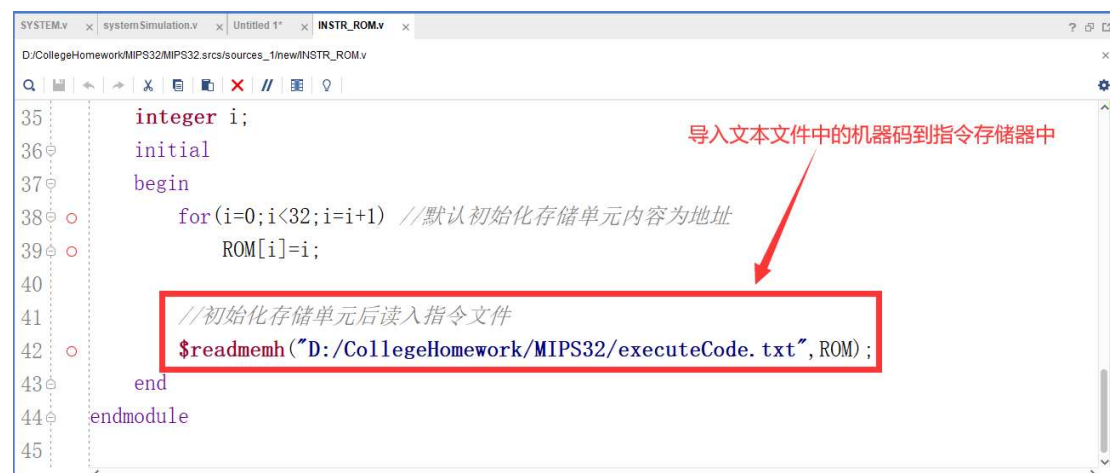 SYSTEM.v × systemSimulation.v × Untitled 1* × INSTR_ROM.v × ?
D:/CollegeHomework/MIPS32/MIPS32.srcs/sources_1/new/INSTR_ROM.v ×
导入文本文件中的机器码到指令存储器中
35 integer i;
36 initial
37 begin
38 for(i=0;i<32;i=i+1) //默认初始化存储单元内容为地址
39 ROM[i]=i;
40
41 //初始化存储单元后读入指令文件
42 $readmemh("D:/CollegeHomework/MIPS32/executeCode.txt",ROM);
43 end
44 endmodule
45